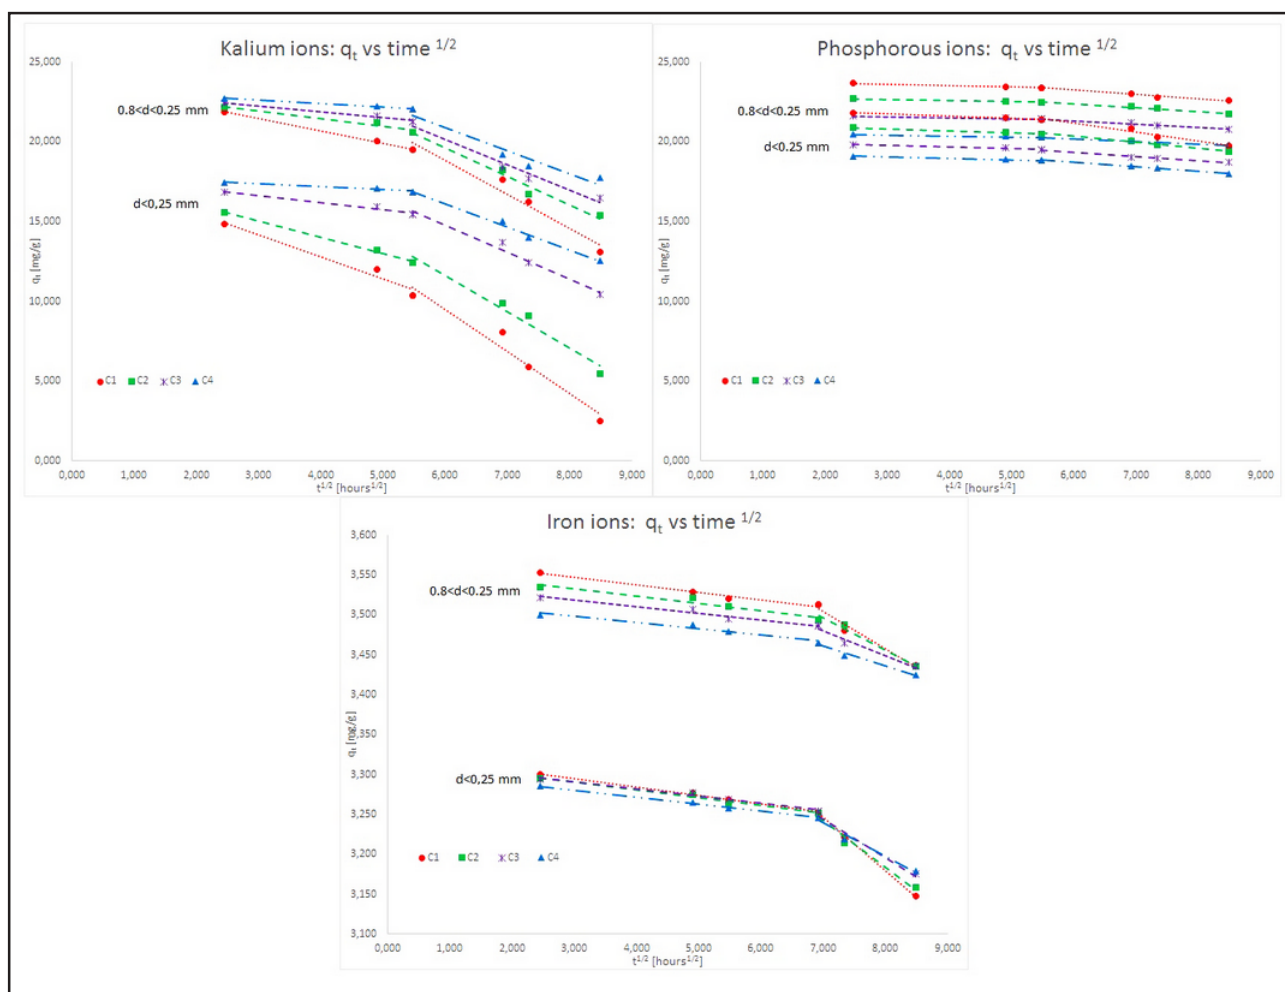 Kalium ions: qt vs time 1/2
25,000
20,000
15,000
10,000
5,000
0,000
qt [mg/g]
0.8<d<0.25 mm
d<0,25 mm
C1 C2 C3 C4
0,000 1,000 2,000 3,000 4,000 5,000 6,000 7,000 8,000 9,000
t1/2 [hours1/2]
Phosphorous ions: qt vs time 1/2
25,000
20,000
15,000
10,000
5,000
0,000
qt [mg/g]
0.8<d<0.25 mm
d<0.25 mm
C1 C2 C3 C4
0,000 1,000 2,000 3,000 4,000 5,000 6,000 7,000 8,000 9,000
t1/2 [hours1/2]
Iron ions: qt vs time 1/2
3,600
3,550
3,500
3,450
3,400
3,350
3,300
3,250
3,200
3,150
3,100
qt [mg/g]
0.8<d<0.25 mm
d<0,25 mm
C1 C2 C3 C4
0,000 1,000 2,000 3,000 4,000 5,000 6,000 7,000 8,000 9,000
t1/2 [hours1/2]